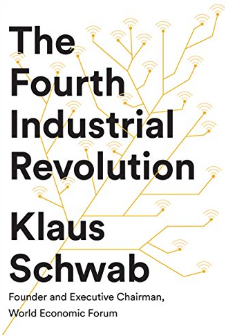 The
Fourth
Industrial
Revolution
Klaus
Schwab
Founder and Executive Chairman,
World Economic Forum